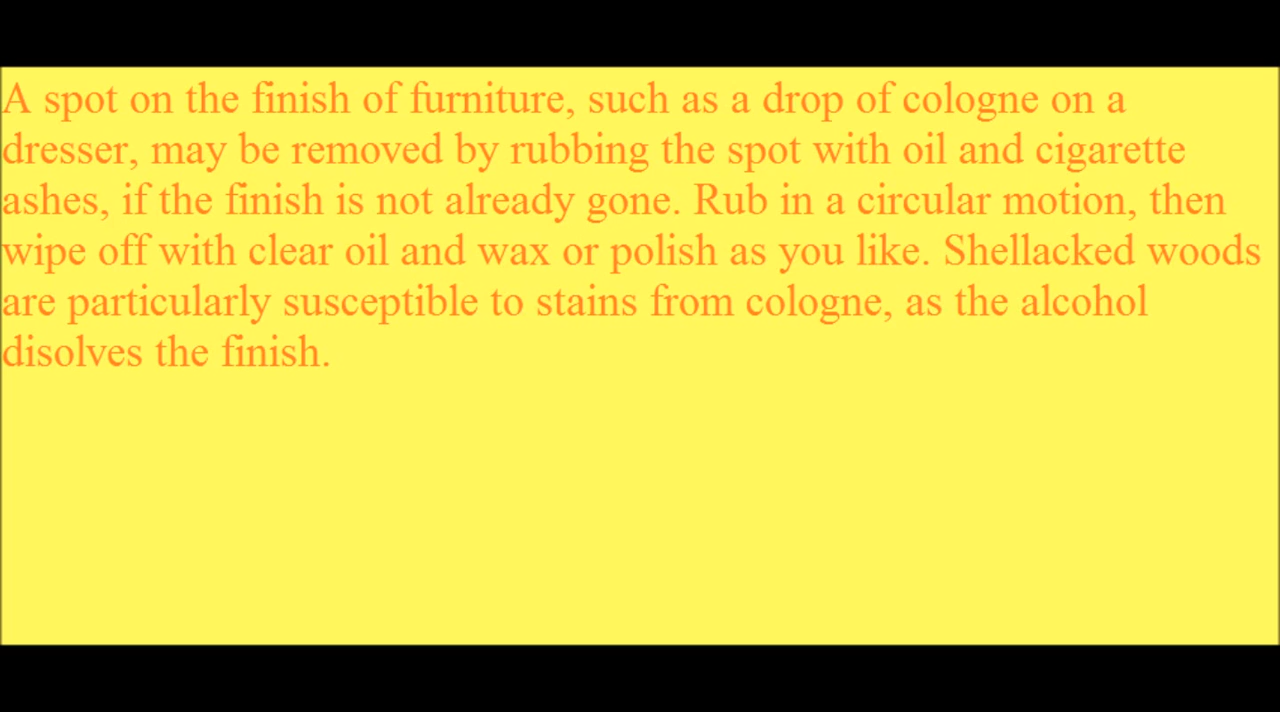 A spot on the finish of furniture, such as a drop of cologne on a
dresser, may be removed by rubbing the spot with oil and cigarette
ashes, if the finish is not already gone. Rub in a circular motion, then
wipe off with clear oil and wax or polish as you like. Shellacked woods
are particularly susceptible to stains from cologne, as the alcohol
disolves the finish.